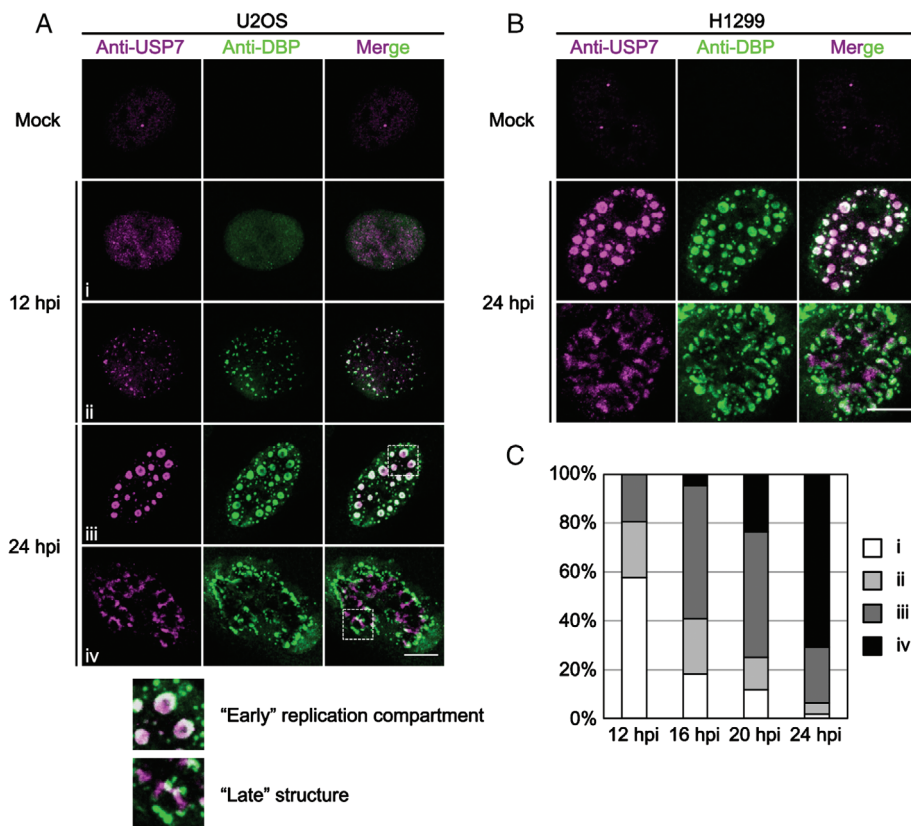 A
U2OS
Anti-USP7 Anti-DBP Merge
Mock
12 hpi
i
ii
24 hpi
iii
iv
"Early" replication compartment
"Late" structure
B
H1299
Anti-USP7 Anti-DBP Merge
Mock
24 hpi
C
100%
80%
60%
40%
20%
0%
12 hpi 16 hpi 20 hpi 24 hpi
i
ii
iii
iv